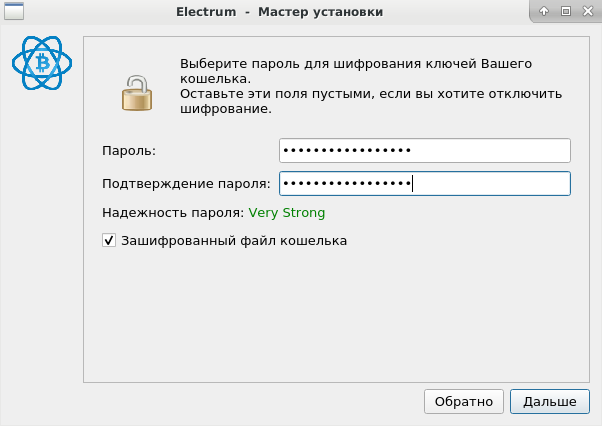 Electrum - Мастер установки
Выберите пароль для шифрования ключей Вашего
кошелька.
Оставьте эти поля пустыми, если вы хотите отключить
шифрование.
Пароль: •••••••••••••••••
Подтверждение пароля: •••••••••••••••••
Надежность пароля: Very Strong
Зашифрованный файл кошелька
Обратно Дальше